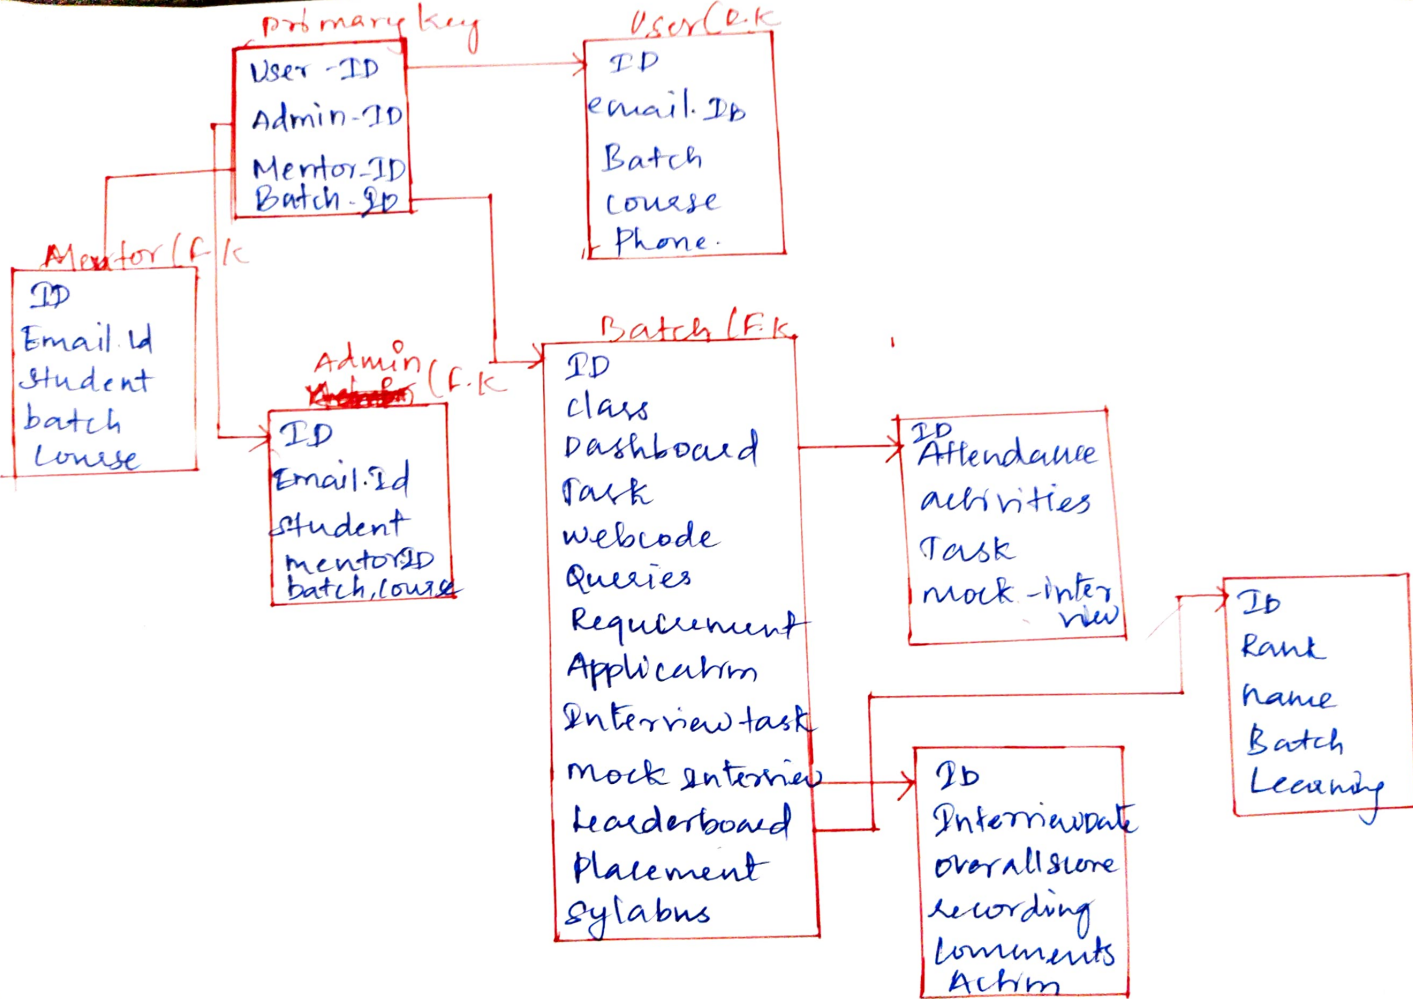 primary key
User-ID
Admin-ID
Mentor-ID
Batch-ID
User(P.K
ID
email.ID
Batch
course
Phone.
Mentor(F.K
ID
Email.Id
student
batch
course
Admin
(F.K
ID
Email.Id
student
mentorID
batch,course
Batch(F.K
ID
class
Dashboard
Task
webcode
Queries
Requirement
Application
Interview task
mock interview
Leaderboard
Placement
sylabus
ID
Attendance
activities
Task
mock-inter
view
ID
Rank
name
Batch
Learning
ID
InterviewDate
overallscore
recording
comments
Action